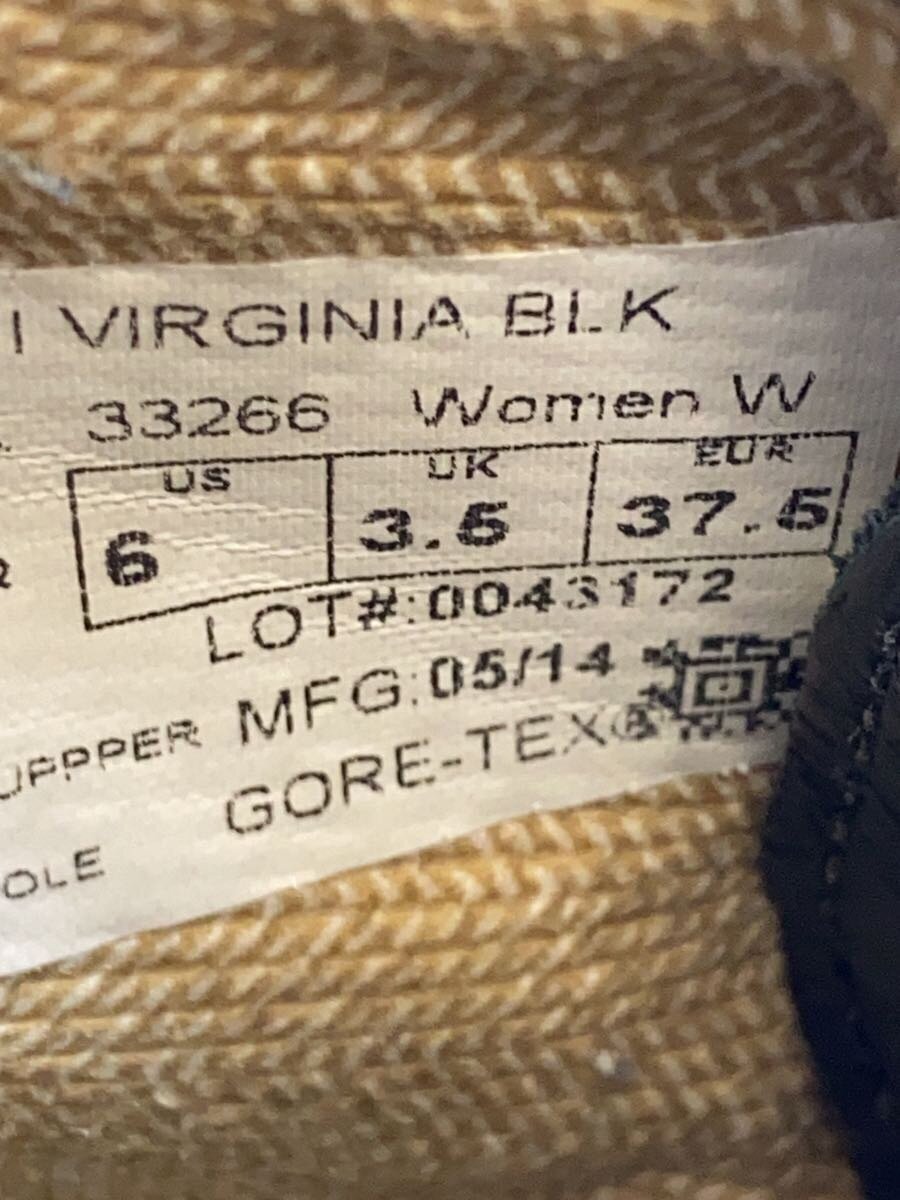 I VIRGINIA BLK
33266 Women W
US UK EUR
6 3.5 37.5
LOT#:0043172
MFG:05/14
UPPPER
GORE-TEX®
OLE